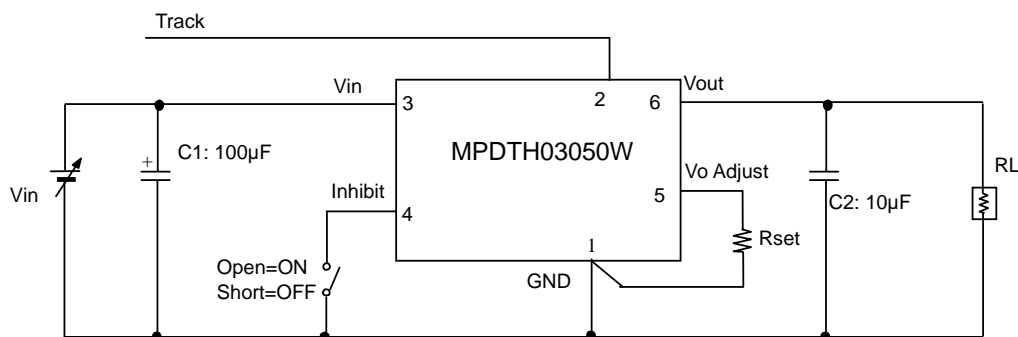 Track
Vin
Vout
3
2
6
MPDTH03050W
+
C1: 100µF
Vo Adjust
RL
Vin
Inhibit
5
4
C2: 10µF
Rset
1
Open=ON
Short=OFF
GND